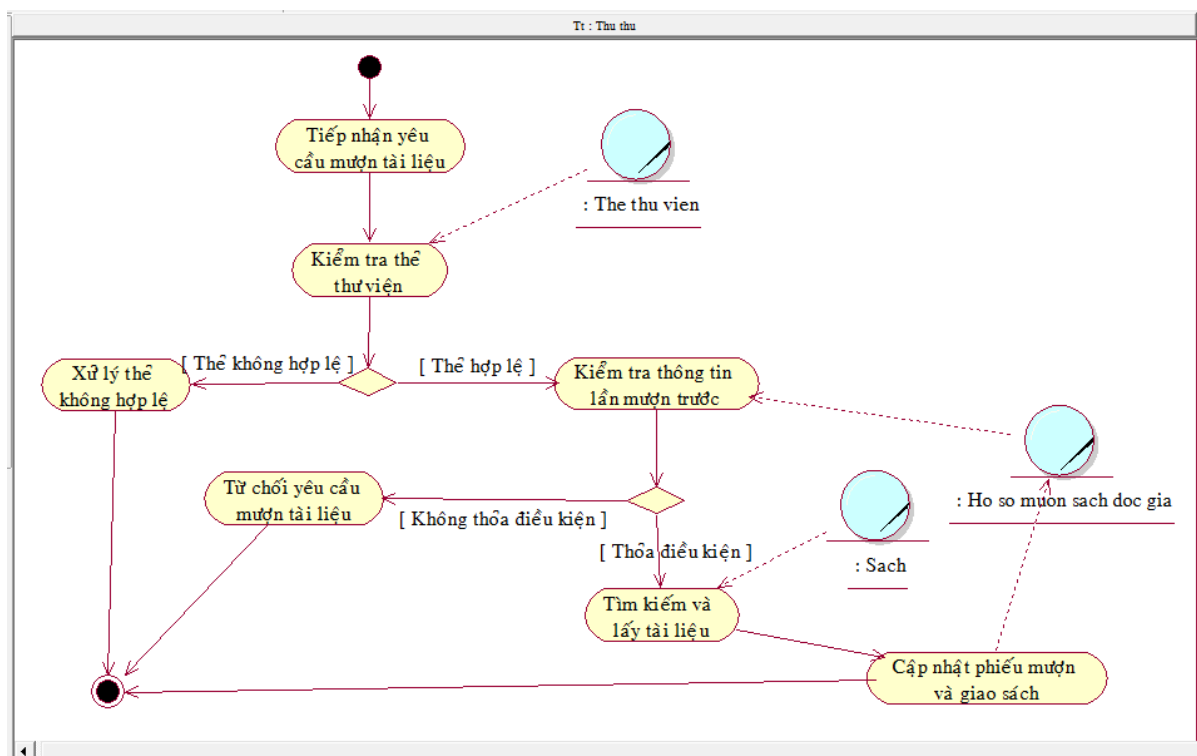 Tt : Thu thu
Tiếp nhận yêu
cầu mượn tài liệu
: The thu vien
Kiểm tra thẻ
thư viện
[ Thẻ không hợp lệ ]
[ Thẻ hợp lệ ]
Xử lý thẻ
không hợp lệ
Kiểm tra thông tin
lần mượn trước
: Ho so muon sach doc gia
Từ chối yêu cầu
mượn tài liệu
[ Không thỏa điều kiện ]
[ Thỏa điều kiện ]
: Sach
Tìm kiếm và
lấy tài liệu
Cập nhật phiếu mượn
và giao sách